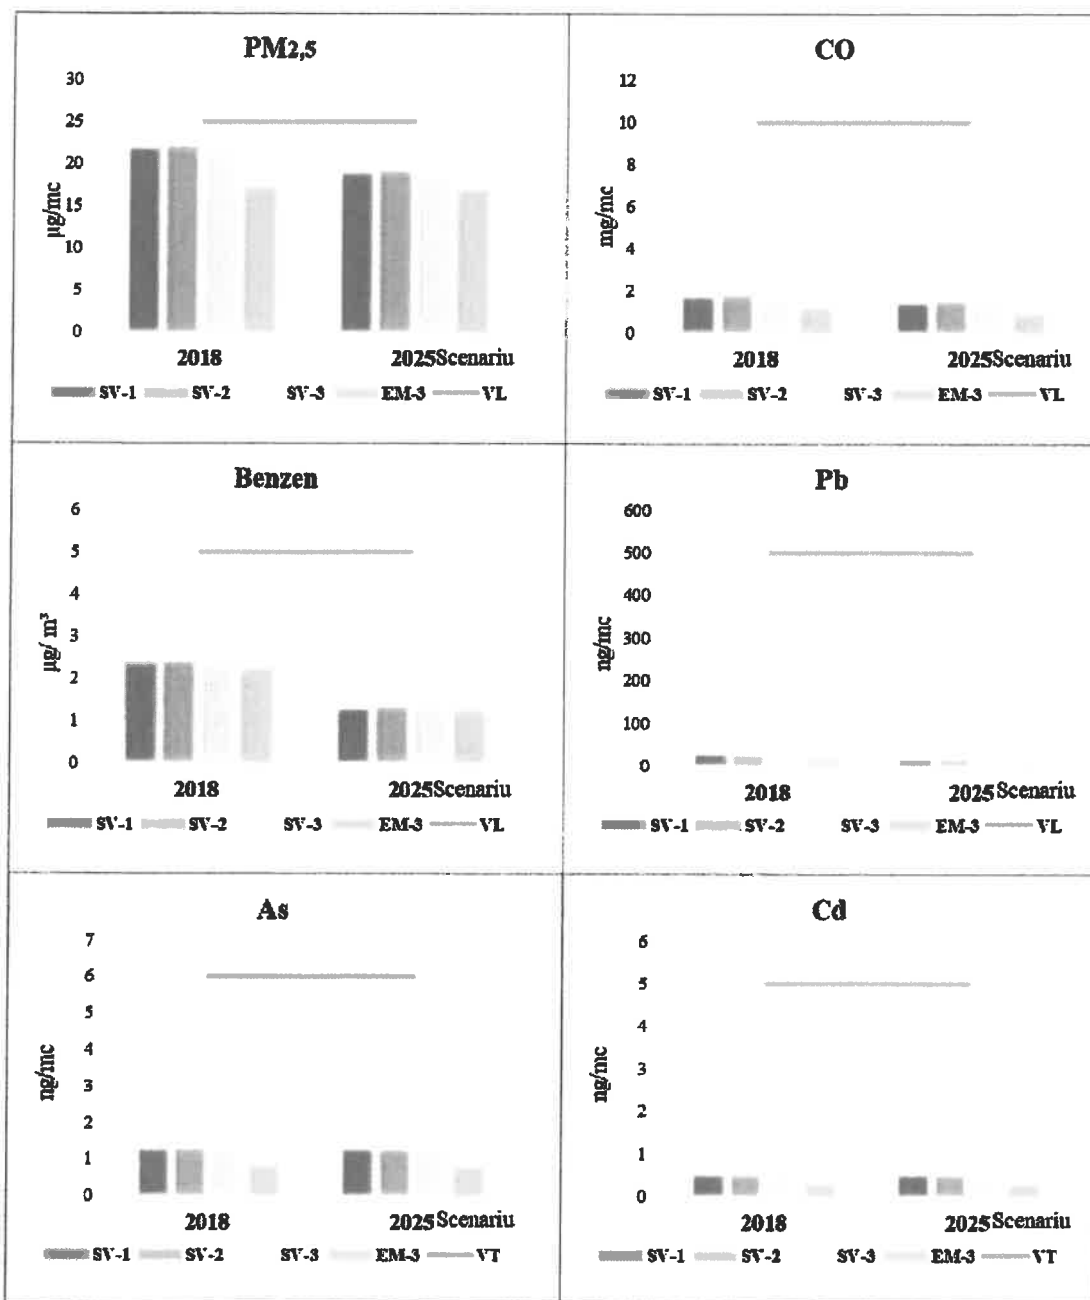 PM2,5
30
25
20
15
10
5
0
µg/mc
2018
2025Scenariu
SV-1 SV-2 SV-3 EM-3 VL
CO
12
10
8
6
4
2
0
mg/mc
2018
2025Scenariu
SV-1 SV-2 SV-3 EM-3 VL
Benzen
6
5
4
3
2
1
0
µg/ m³
2018
2025Scenariu
SV-1 SV-2 SV-3 EM-3 VL
Pb
600
500
400
300
200
100
0
ng/mc
2018
2025 Scenariu
SV-1 SV-2 SV-3 EM-3 VL
As
7
6
5
4
3
2
1
0
ng/mc
2018
2025Scenariu
SV-1 SV-2 SV-3 EM-3 VT
Cd
6
5
4
3
2
1
0
ng/mc
2018
2025 Scenariu
SV-1 SV-2 SV-3 EM-3 VT